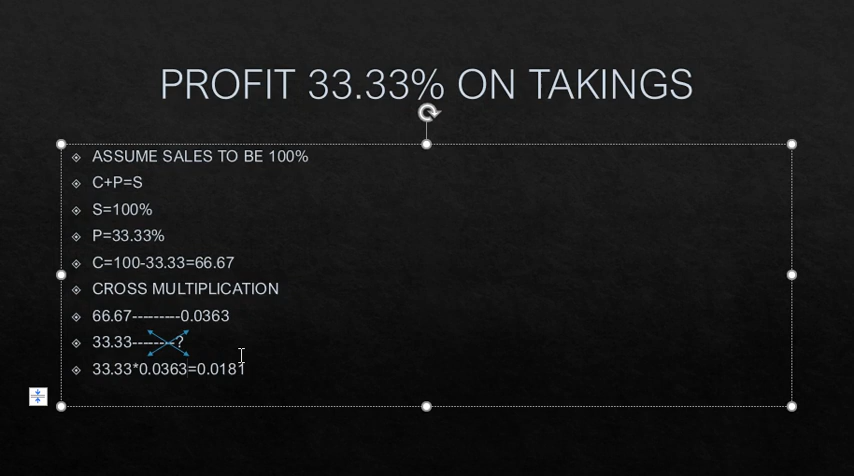 PROFIT 33.33% ON TAKINGS
ASSUME SALES TO BE 100%
C+P=S
S=100%
P=33.33%
C=100-33.33=66.67
CROSS MULTIPLICATION
66.67---------0.0363
33.33---------?
33.33*0.0363=0.0181